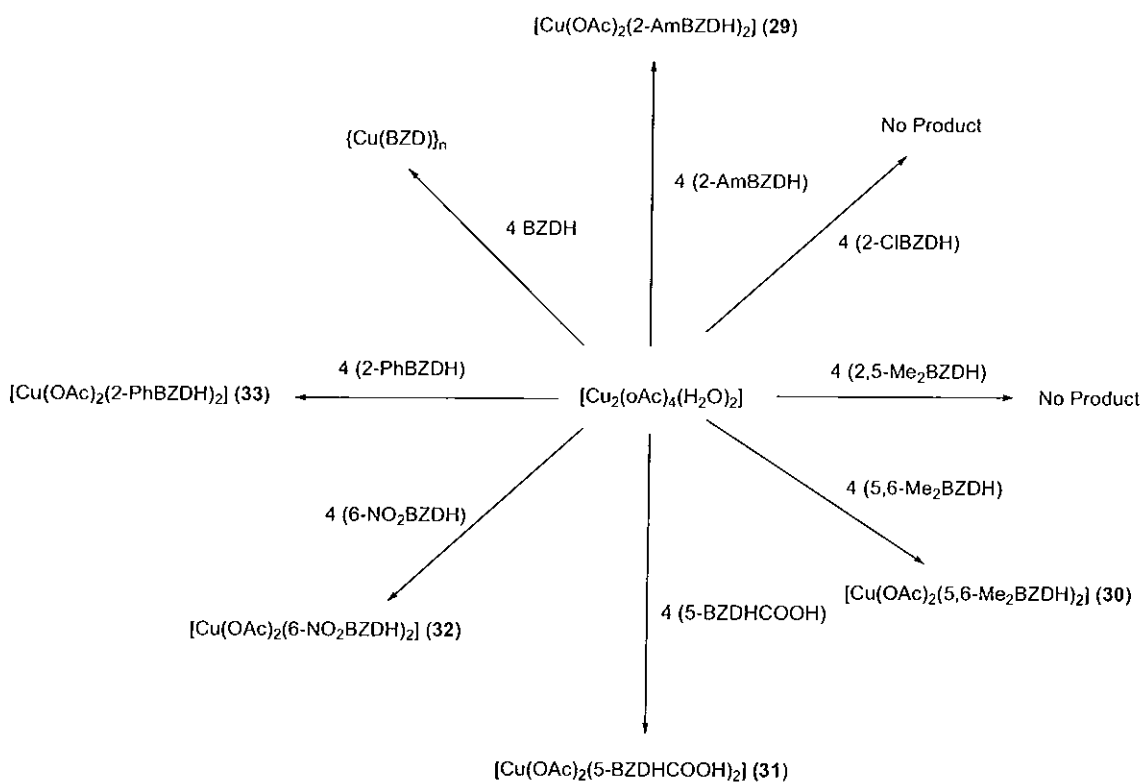 [Cu(OAc)₂(2-AmBZDH)₂] (29)
{Cu(BZD)}ₙ
No Product
4 (2-AmBZDH)
4 BZDH
4 (2-ClBZDH)
4 (2-PhBZDH)
4 (2,5-Me₂BZDH)
[Cu(OAc)₂(2-PhBZDH)₂] (33)
[Cu₂(oAc)₄(H₂O)₂]
No Product
4 (5,6-Me₂BZDH)
4 (6-NO₂BZDH)
[Cu(OAc)₂(5,6-Me₂BZDH)₂] (30)
4 (5-BZDHCOOH)
[Cu(OAc)₂(6-NO₂BZDH)₂] (32)
[Cu(OAc)₂(5-BZDHCOOH)₂] (31)